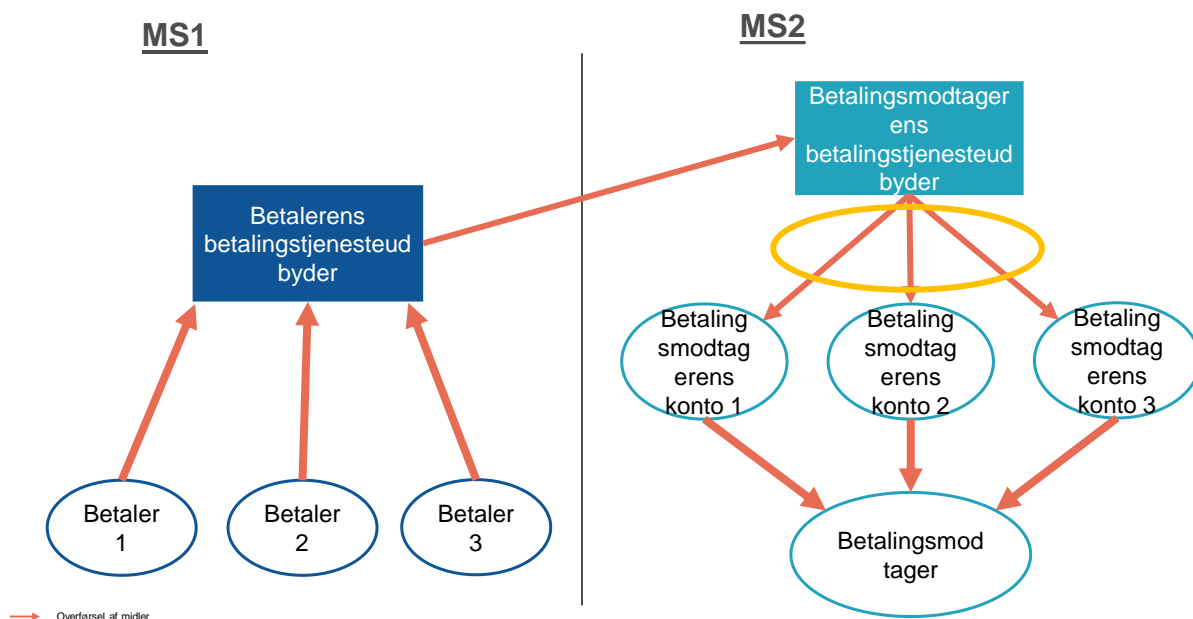 MS1
MS2
Betalingsmodtager
ens
betalingstjenesteud
byder
Betalerens
betalingstjenesteud
byder
Betaling
smodtag
erens
konto 1
Betaling
smodtag
erens
konto 2
Betaling
smodtag
erens
konto 3
Betaler
1
Betaler
2
Betaler
3
Betalingsmod
tager
Overførsel af midler